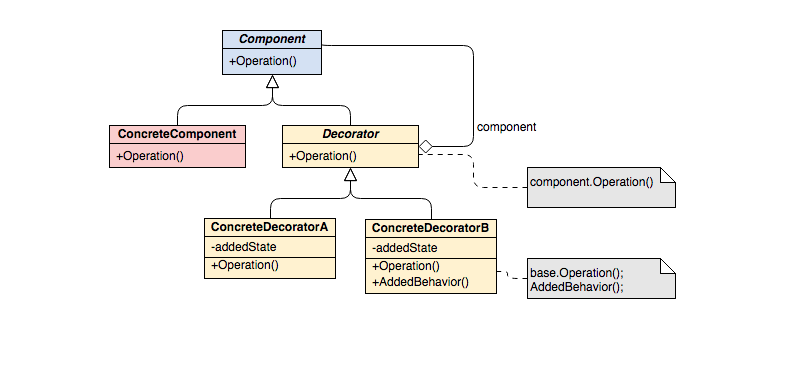 Component
+Operation()
component
ConcreteComponent
+Operation()
Decorator
+Operation()
component.Operation()
ConcreteDecoratorA
-addedState
+Operation()
ConcreteDecoratorB
-addedState
+Operation()
+AddedBehavior()
base.Operation();
AddedBehavior();